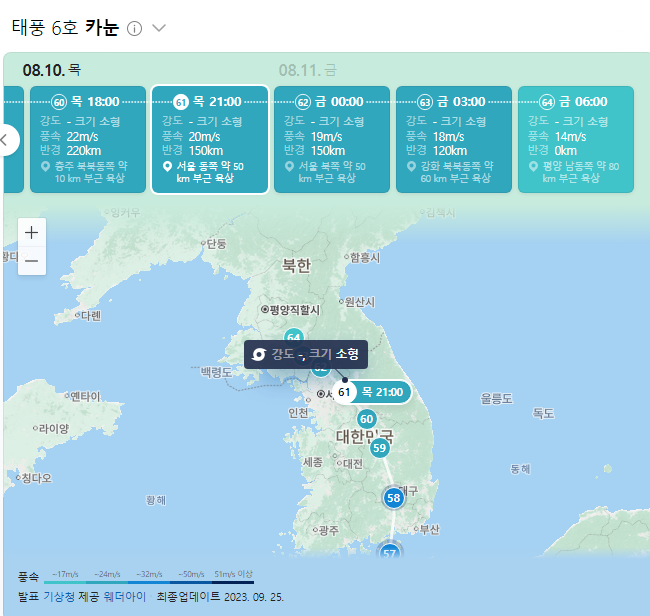 태풍 6호 카눈
08.10. 목
08.11. 금
60 목 18:00
강도 - 크기 소형
풍속 22m/s
반경 220km
충주 북북동쪽 약
10 km 부근 육상
61 목 21:00
강도 - 크기 소형
풍속 20m/s
반경 150km
서울 동쪽 약 50
km 부근 육상
62 금 00:00
강도 - 크기 소형
풍속 19m/s
반경 150km
서울 북쪽 약 50
km 부근 육상
63 금 03:00
강도 - 크기 소형
풍속 18m/s
반경 120km
강화 북북동쪽 약
60 km 부근 육상
64 금 06:00
강도 - 크기 소형
풍속 14m/s
반경 0km
평양 남동쪽 약 80
km 부근 육상
+
−
단둥
북한
함흥시
평양직할시
원산시
다롄
64
강도 -, 크기 소형
백령도
61 목 21:00
옌타이
인천
60
울릉도
독도
라이양
대한민국
59
세종
대전
동해
칭다오
황해
58
대구
광주
부산
57
풍속 ~17m/s ~24m/s ~32m/s ~50m/s 51m/s 이상
발표 기상청 제공 웨더아이 · 최종업데이트 2023. 09. 25.